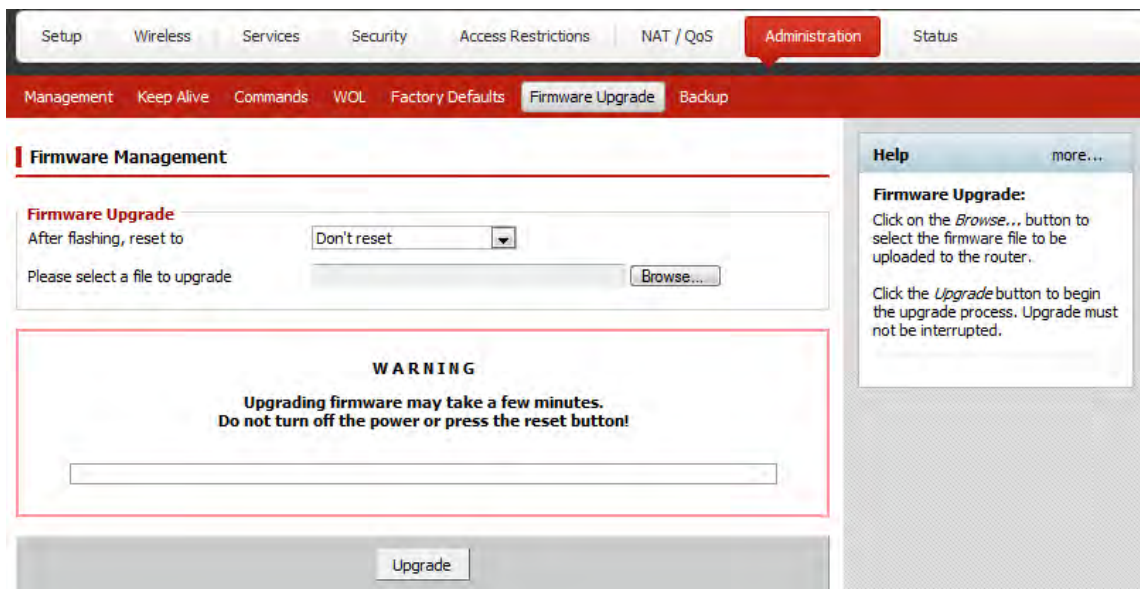 Setup Wireless Services Security Access Restrictions NAT / QoS Administration Status
Management Keep Alive Commands WOL Factory Defaults Firmware Upgrade Backup
Firmware Management
Firmware Upgrade
After flashing, reset to Don't reset
Please select a file to upgrade Browse...
WARNING
Upgrading firmware may take a few minutes.
Do not turn off the power or press the reset button!
Upgrade
Help more...
Firmware Upgrade:
Click on the Browse... button to
select the firmware file to be
uploaded to the router.
Click the Upgrade button to begin
the upgrade process. Upgrade must
not be interrupted.